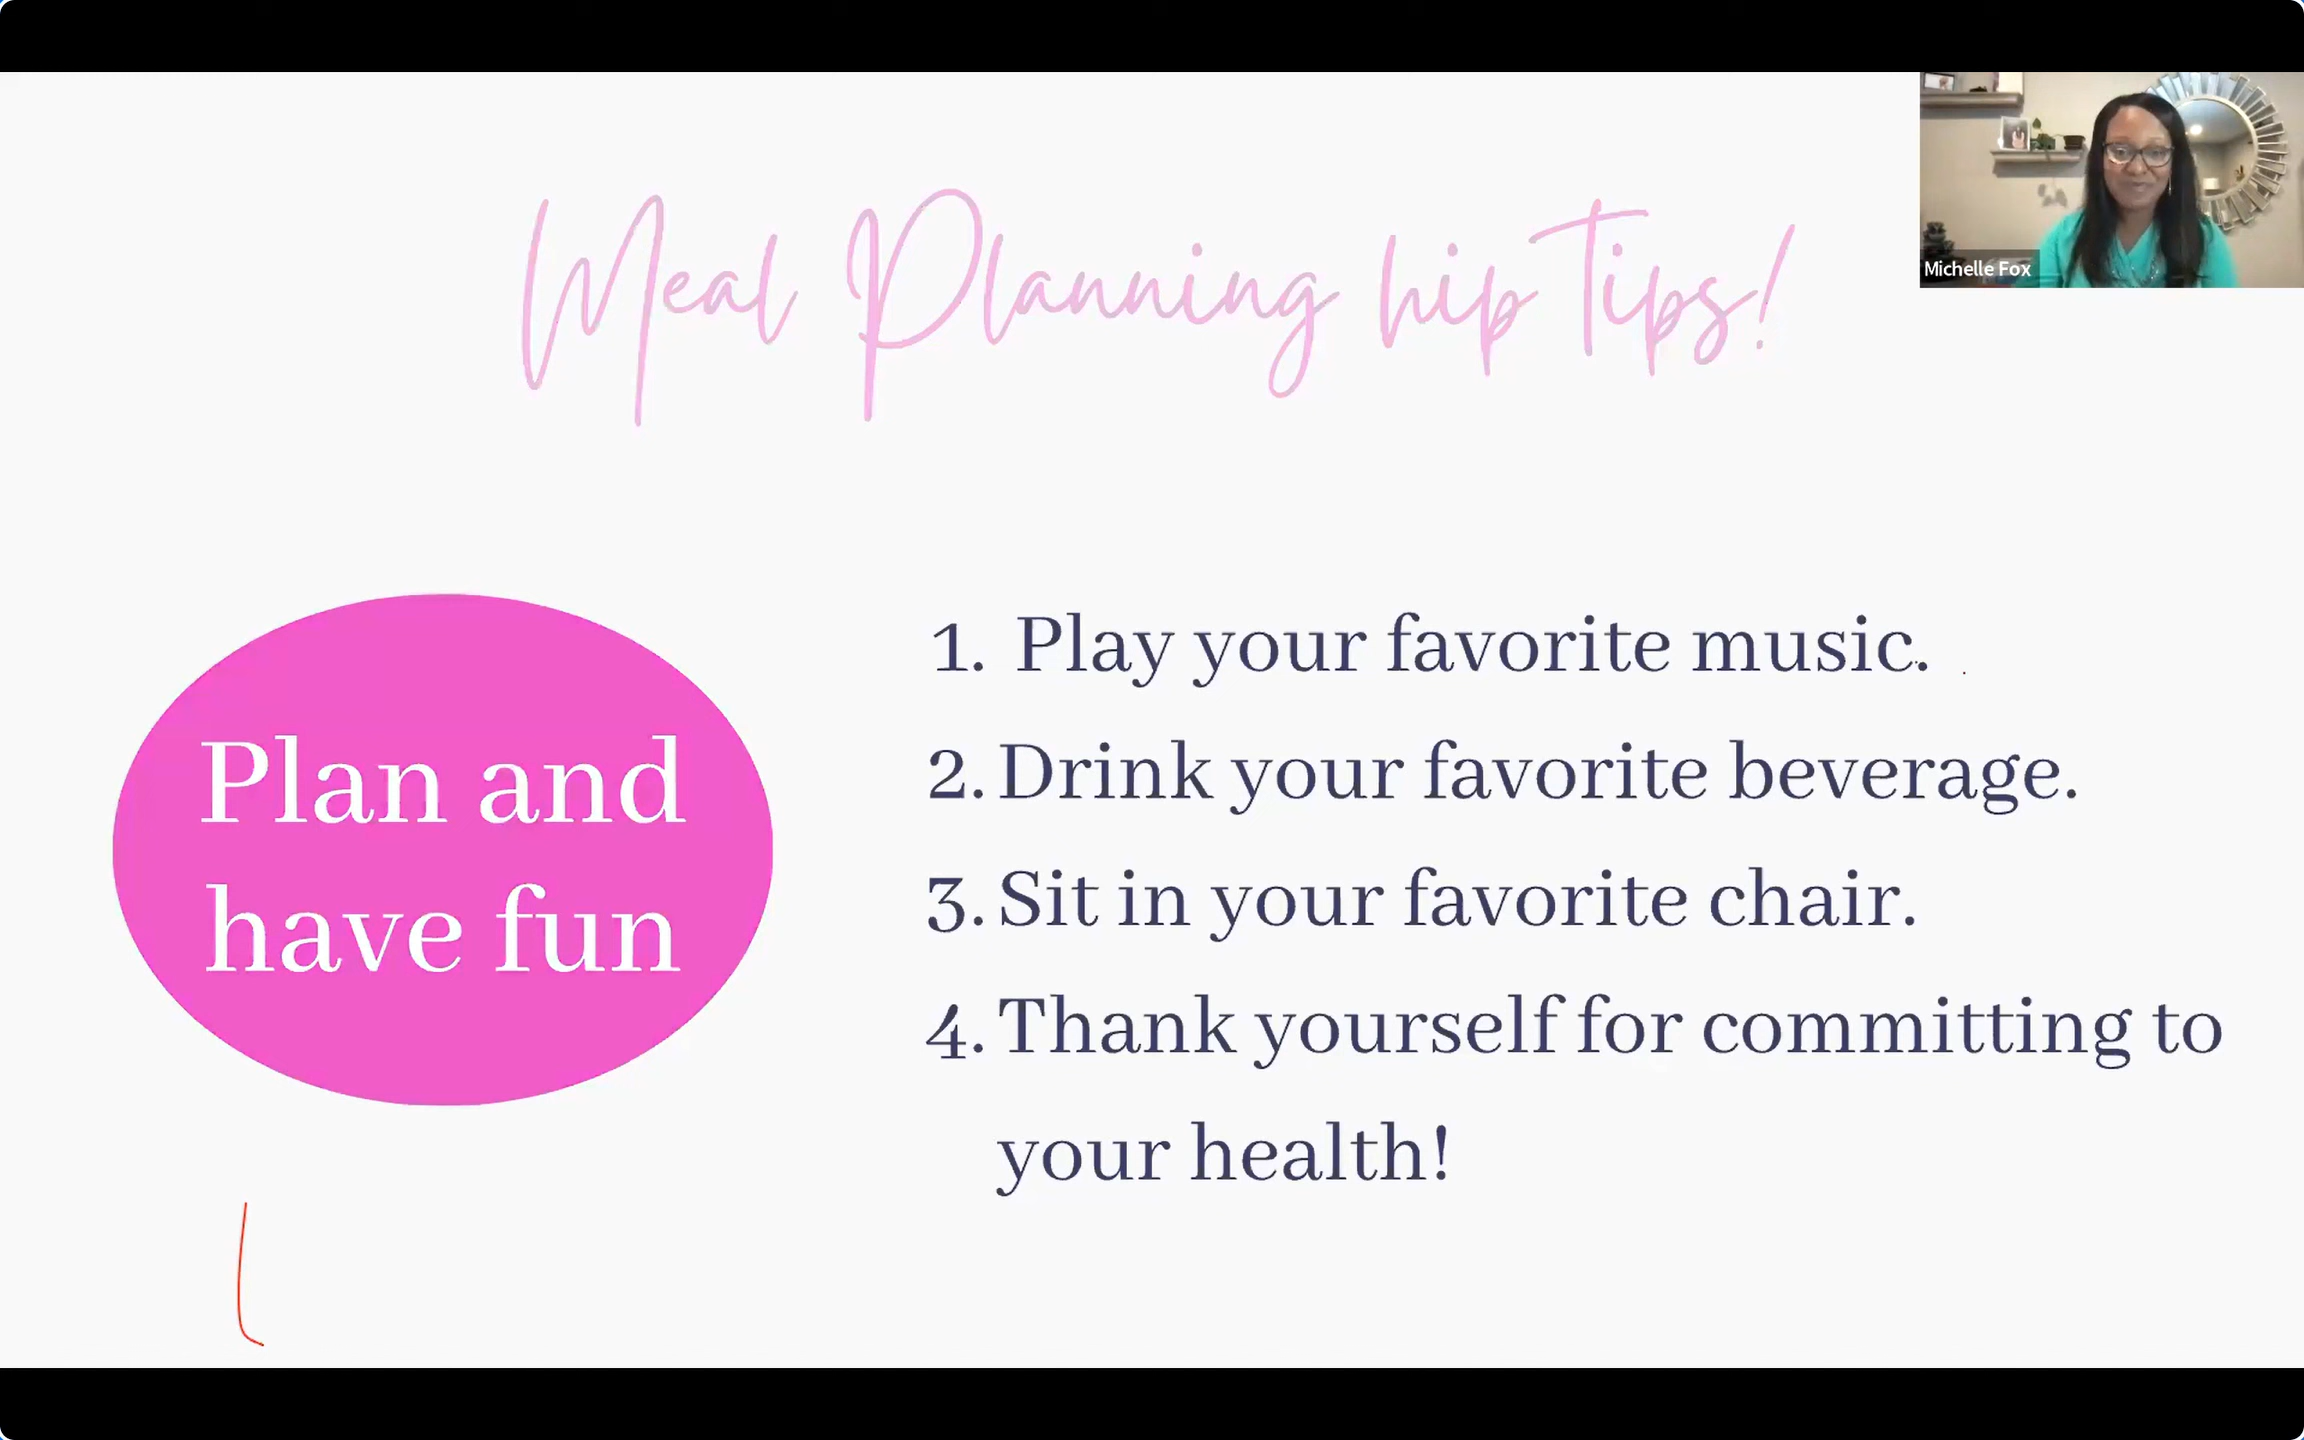 Meal Planning hip Tips!
Michelle Fox
Plan and
have fun
1. Play your favorite music.
2. Drink your favorite beverage.
3. Sit in your favorite chair.
4. Thank yourself for committing to
your health!